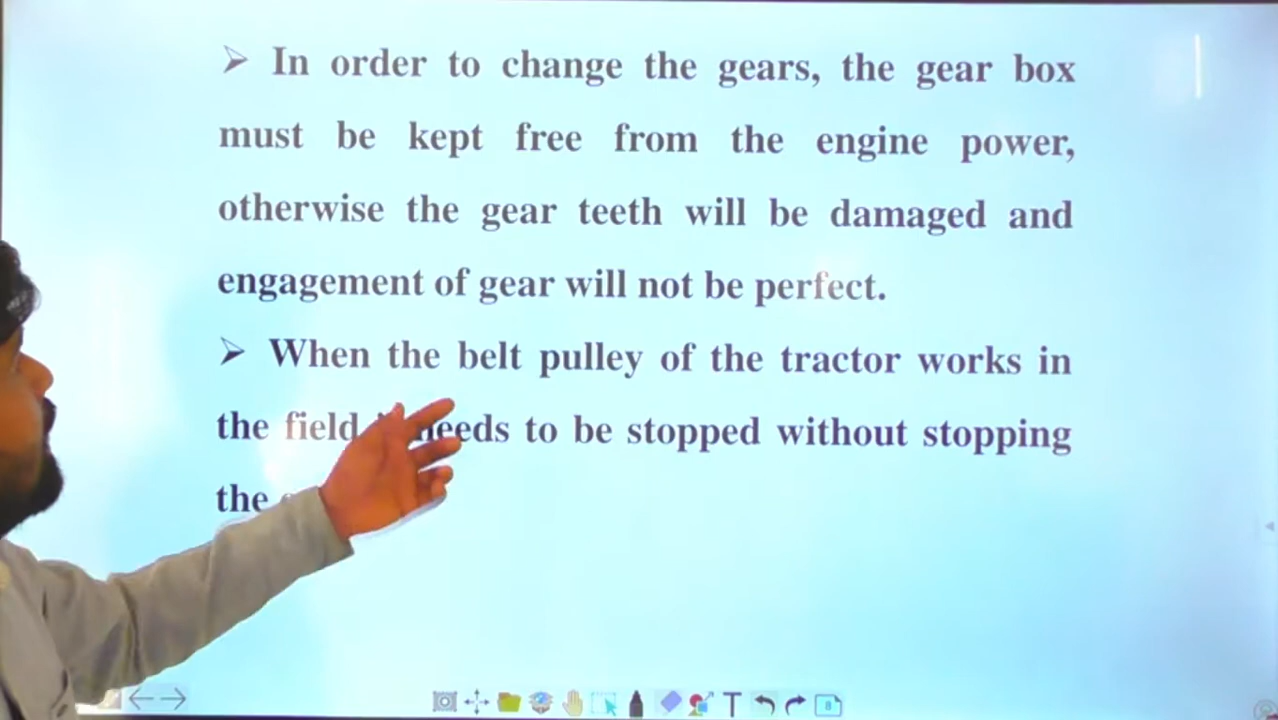 ➢ In order to change the gears, the gear box
must be kept free from the engine power,
otherwise the gear teeth will be damaged and
engagement of gear will not be perfect.
➢ When the belt pulley of the tractor works in
the field needs to be stopped without stopping
the